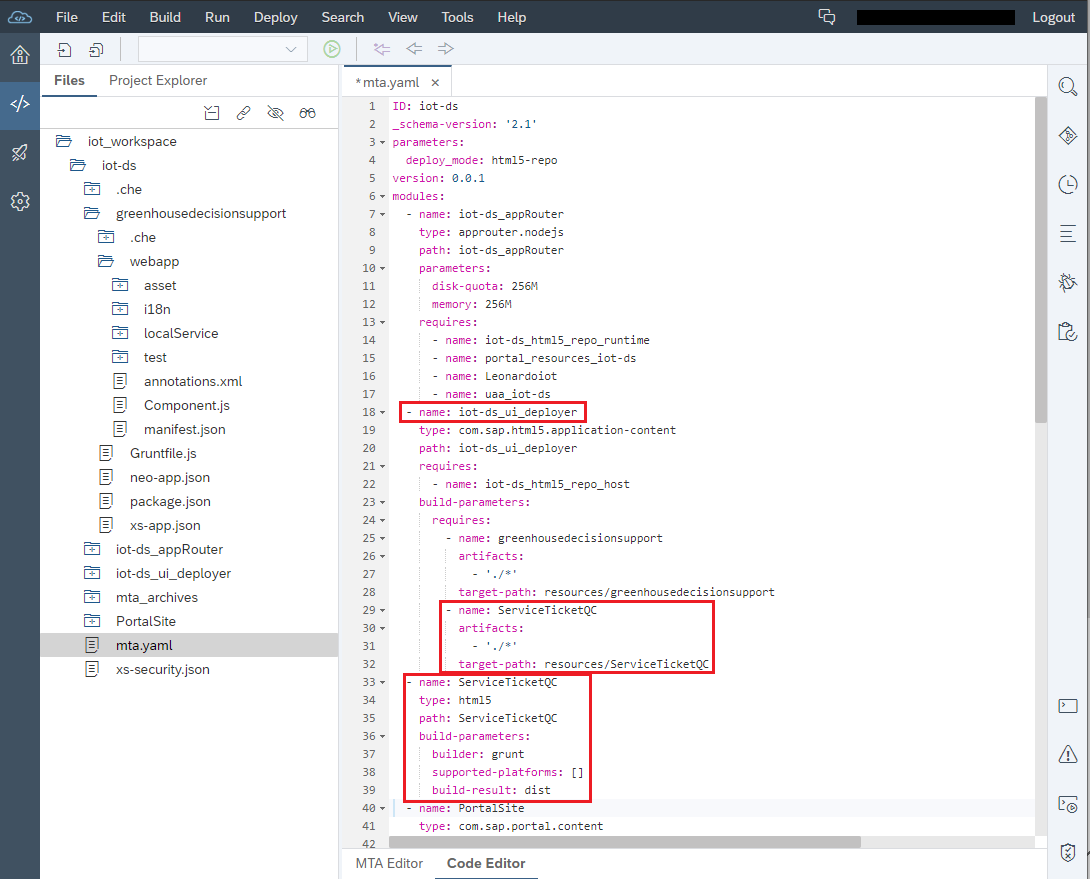 File Edit Build Run Deploy Search View Tools Help Logout
Files Project Explorer
*mta.yaml ×
iot_workspace
iot-ds
.che
greenhousedecisionsupport
.che
webapp
asset
i18n
localService
test
annotations.xml
Component.js
manifest.json
Gruntfile.js
neo-app.json
package.json
xs-app.json
iot-ds_appRouter
iot-ds_ui_deployer
mta_archives
PortalSite
mta.yaml
xs-security.json
1 ID: iot-ds
2 _schema-version: '2.1'
3 parameters:
4 deploy_mode: html5-repo
5 version: 0.0.1
6 modules:
7 - name: iot-ds_appRouter
8 type: approuter.nodejs
9 path: iot-ds_appRouter
10 parameters:
11 disk-quota: 256M
12 memory: 256M
13 requires:
14 - name: iot-ds_html5_repo_runtime
15 - name: portal_resources_iot-ds
16 - name: Leonardoiot
17 - name: uaa_iot-ds
18 - name: iot-ds_ui_deployer
19 type: com.sap.html5.application-content
20 path: iot-ds_ui_deployer
21 requires:
22 - name: iot-ds_html5_repo_host
23 build-parameters:
24 requires:
25 - name: greenhousedecisionsupport
26 artifacts:
27 - './*'
28 target-path: resources/greenhousedecisionsupport
29 - name: ServiceTicketQC
30 artifacts:
31 - './*'
32 target-path: resources/ServiceTicketQC
33 - name: ServiceTicketQC
34 type: html5
35 path: ServiceTicketQC
36 build-parameters:
37 builder: grunt
38 supported-platforms: []
39 build-result: dist
40 - name: PortalSite
41 type: com.sap.portal.content
42
MTA Editor Code Editor